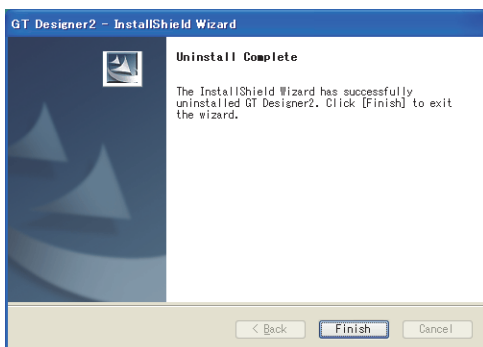 GT Designer2 - InstallShield Wizard
Uninstall Complete
The InstallShield Wizard has successfully
uninstalled GT Designer2. Click [Finish] to exit
the wizard.
< Back Finish Cancel